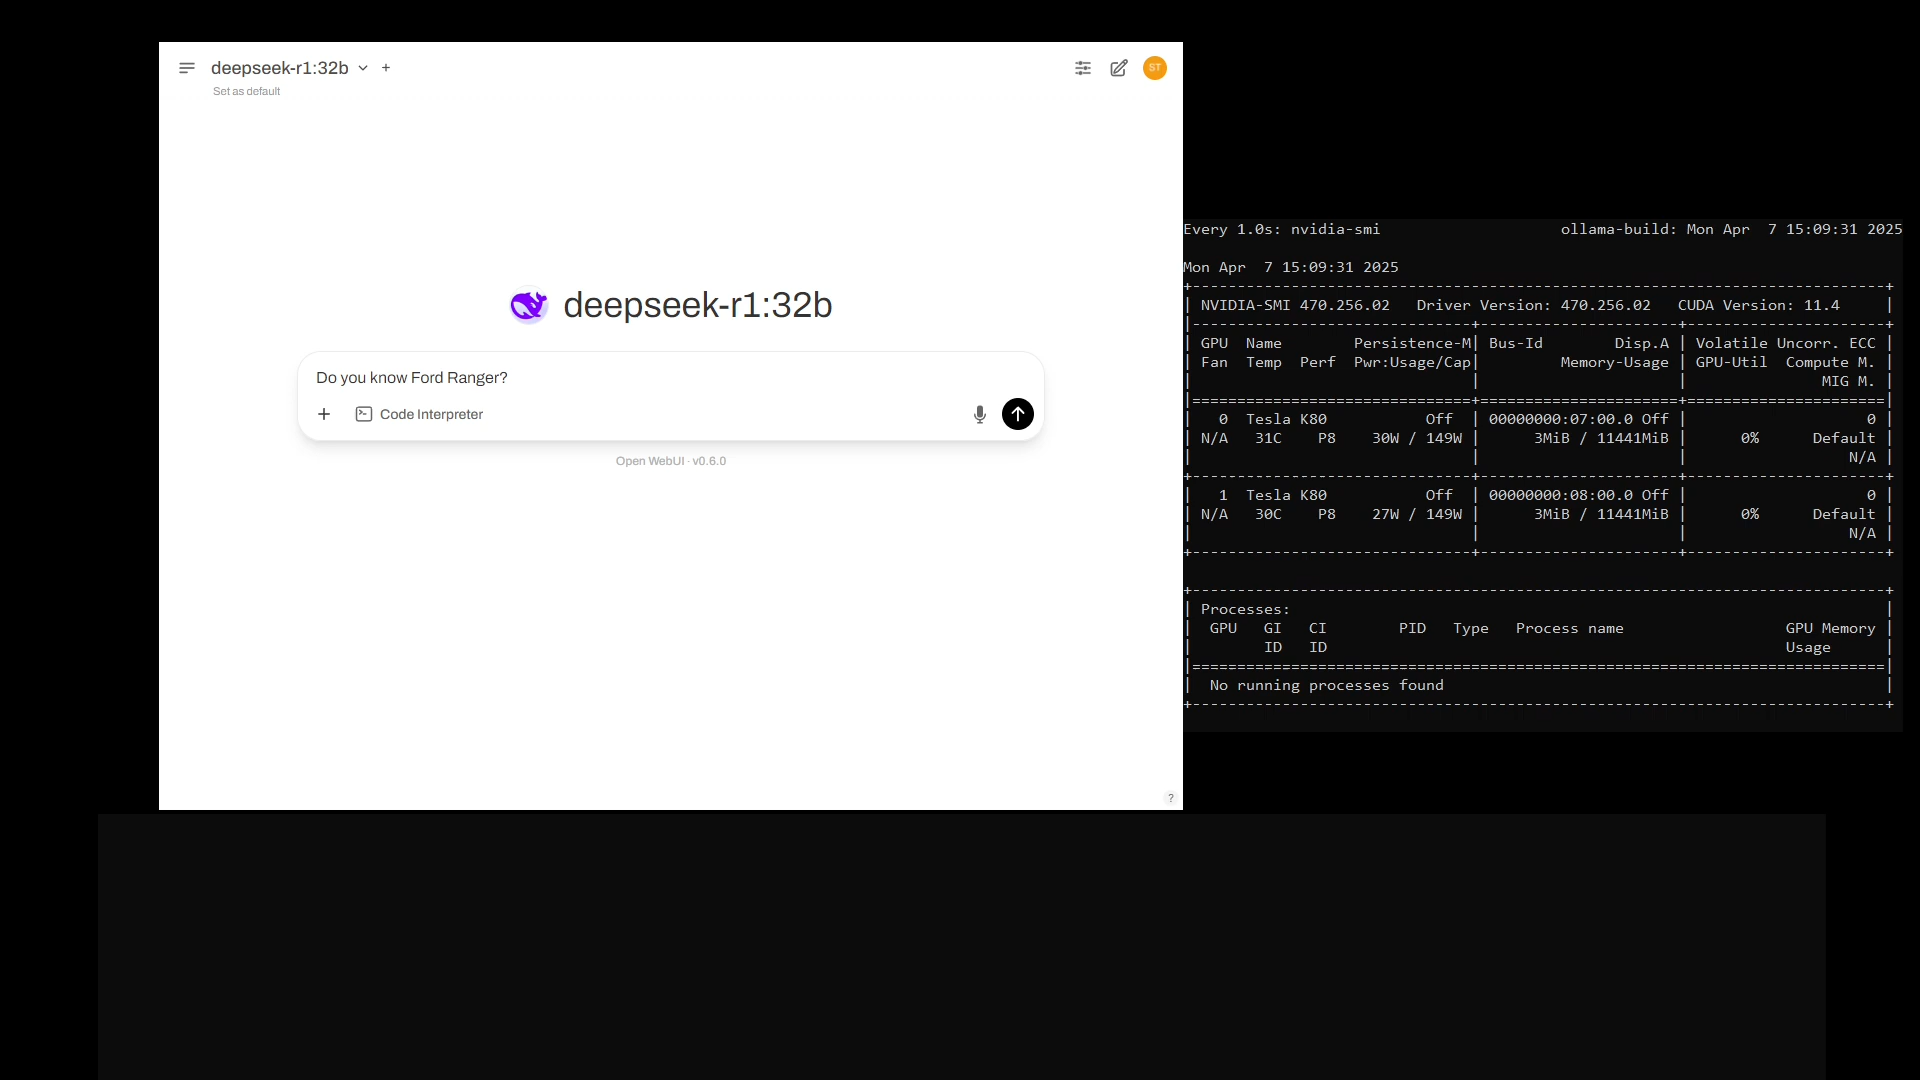 deepseek-r1:32b
Set as default
ST
deepseek-r1:32b
Do you know Ford Ranger?
Code Interpreter
Open WebUI · v0.6.0
?
Every 1.0s: nvidia-smi ollama-build: Mon Apr 7 15:09:31 2025
Mon Apr 7 15:09:31 2025
+-----------------------------------------------------------------------------+
| NVIDIA-SMI 470.256.02 Driver Version: 470.256.02 CUDA Version: 11.4 |
|-------------------------------+----------------------+----------------------+
| GPU Name Persistence-M| Bus-Id Disp.A | Volatile Uncorr. ECC |
| Fan Temp Perf Pwr:Usage/Cap| Memory-Usage | GPU-Util Compute M. |
| | | MIG M. |
|===============================+======================+======================|
| 0 Tesla K80 Off | 00000000:07:00.0 Off | 0 |
| N/A 31C P8 30W / 149W | 3MiB / 11441MiB | 0% Default |
| | | N/A |
+-------------------------------+----------------------+----------------------+
| 1 Tesla K80 Off | 00000000:08:00.0 Off | 0 |
| N/A 30C P8 27W / 149W | 3MiB / 11441MiB | 0% Default |
| | | N/A |
+-------------------------------+----------------------+----------------------+
+-----------------------------------------------------------------------------+
| Processes: |
| GPU GI CI PID Type Process name GPU Memory |
| ID ID Usage |
|=============================================================================|
| No running processes found |
+-----------------------------------------------------------------------------+